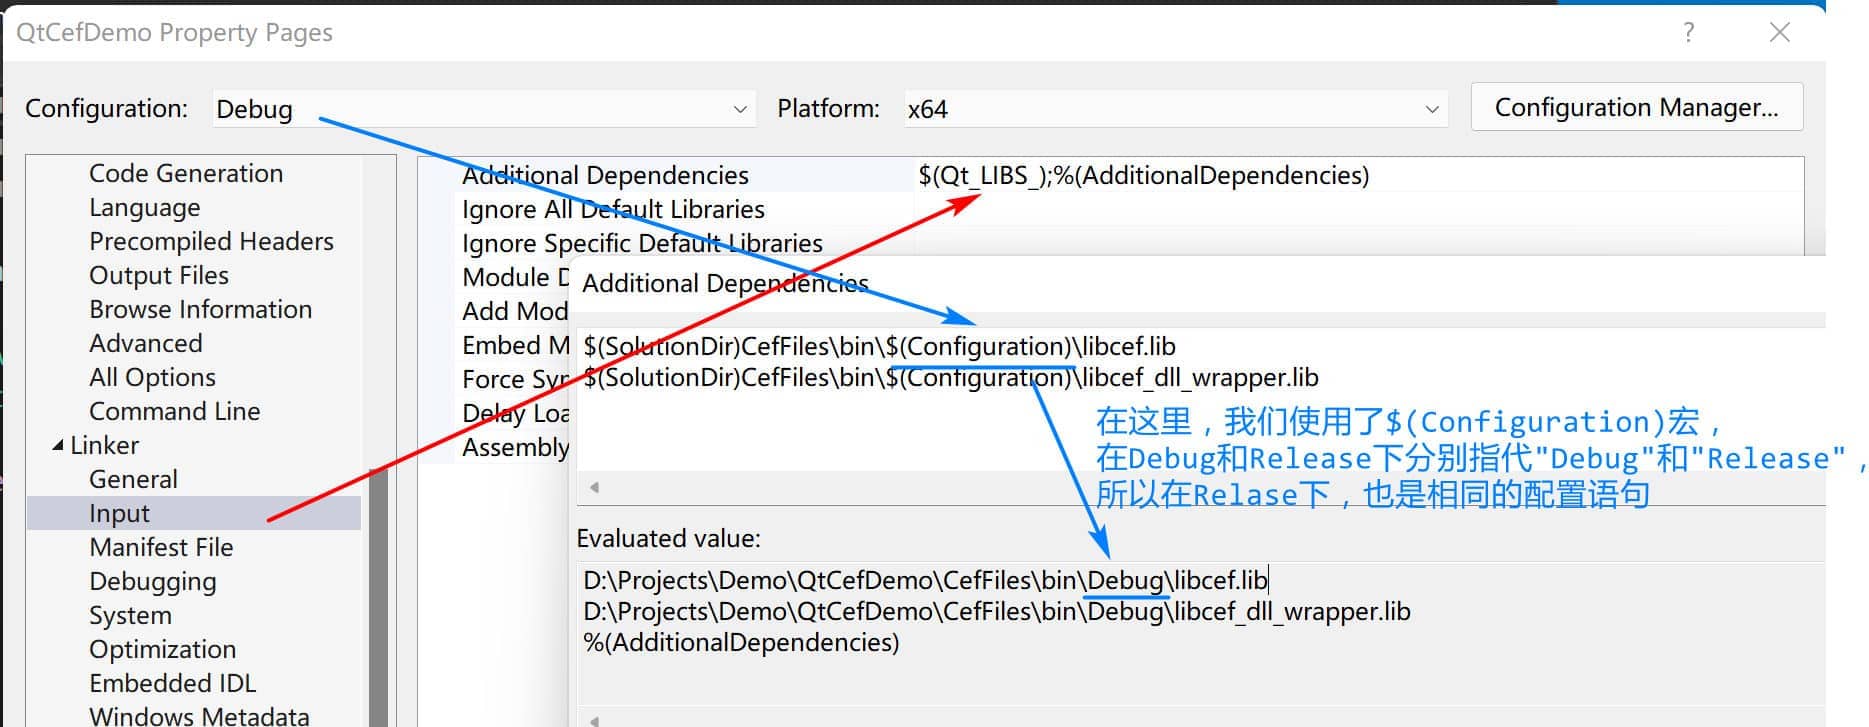 QtCefDemo Property Pages
?
Configuration:
Debug
Platform:
x64
Configuration Manager...
Code Generation
Language
Precompiled Headers
Output Files
Browse Information
Advanced
All Options
Command Line
Linker
General
Input
Manifest File
Debugging
System
Optimization
Embedded IDL
Windows Metadata
Additional Dependencies
$(Qt_LIBS_);%(AdditionalDependencies)
Ignore All Default Libraries
Ignore Specific Default Libraries
Module D
Add Mod
Embed M
Force Syr
Delay Loa
Assembly
Additional Dependencies
$(SolutionDir)CefFiles\bin\$(Configuration)\libcef.lib
$(SolutionDir)CefFiles\bin\$(Configuration)\libcef_dll_wrapper.lib
在这里，我们使用了$(Configuration)宏，
在Debug和Release下分别指代"Debug"和"Release"，
所以在Relase下，也是相同的配置语句
Evaluated value:
D:\Projects\Demo\QtCefDemo\CefFiles\bin\Debug\libcef.lib
D:\Projects\Demo\QtCefDemo\CefFiles\bin\Debug\libcef_dll_wrapper.lib
%(AdditionalDependencies)